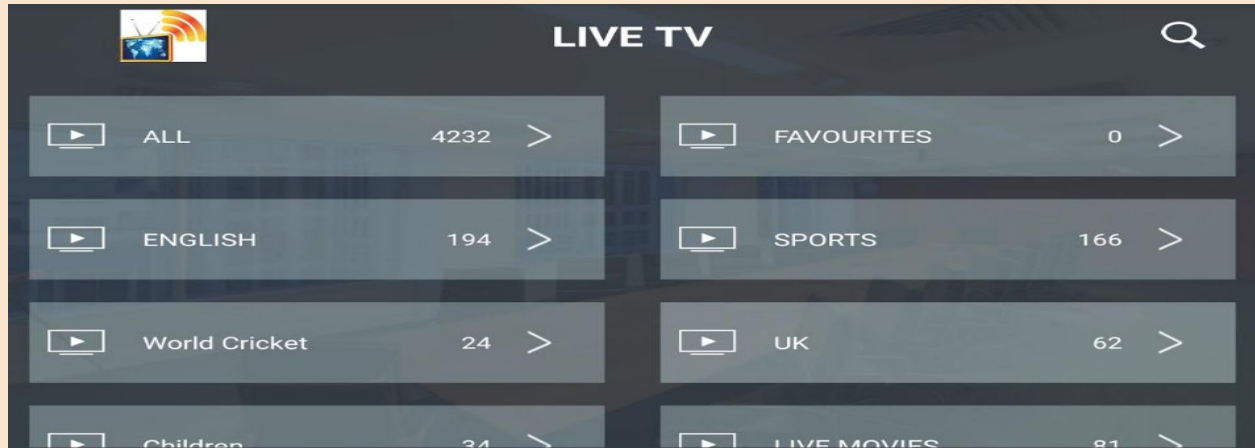 LIVE TV
ALL 4232 >
FAVOURITES 0 >
ENGLISH 194 >
SPORTS 166 >
World Cricket 24 >
UK 62 >
Children 34 >
LIVE MOVIES 81 >